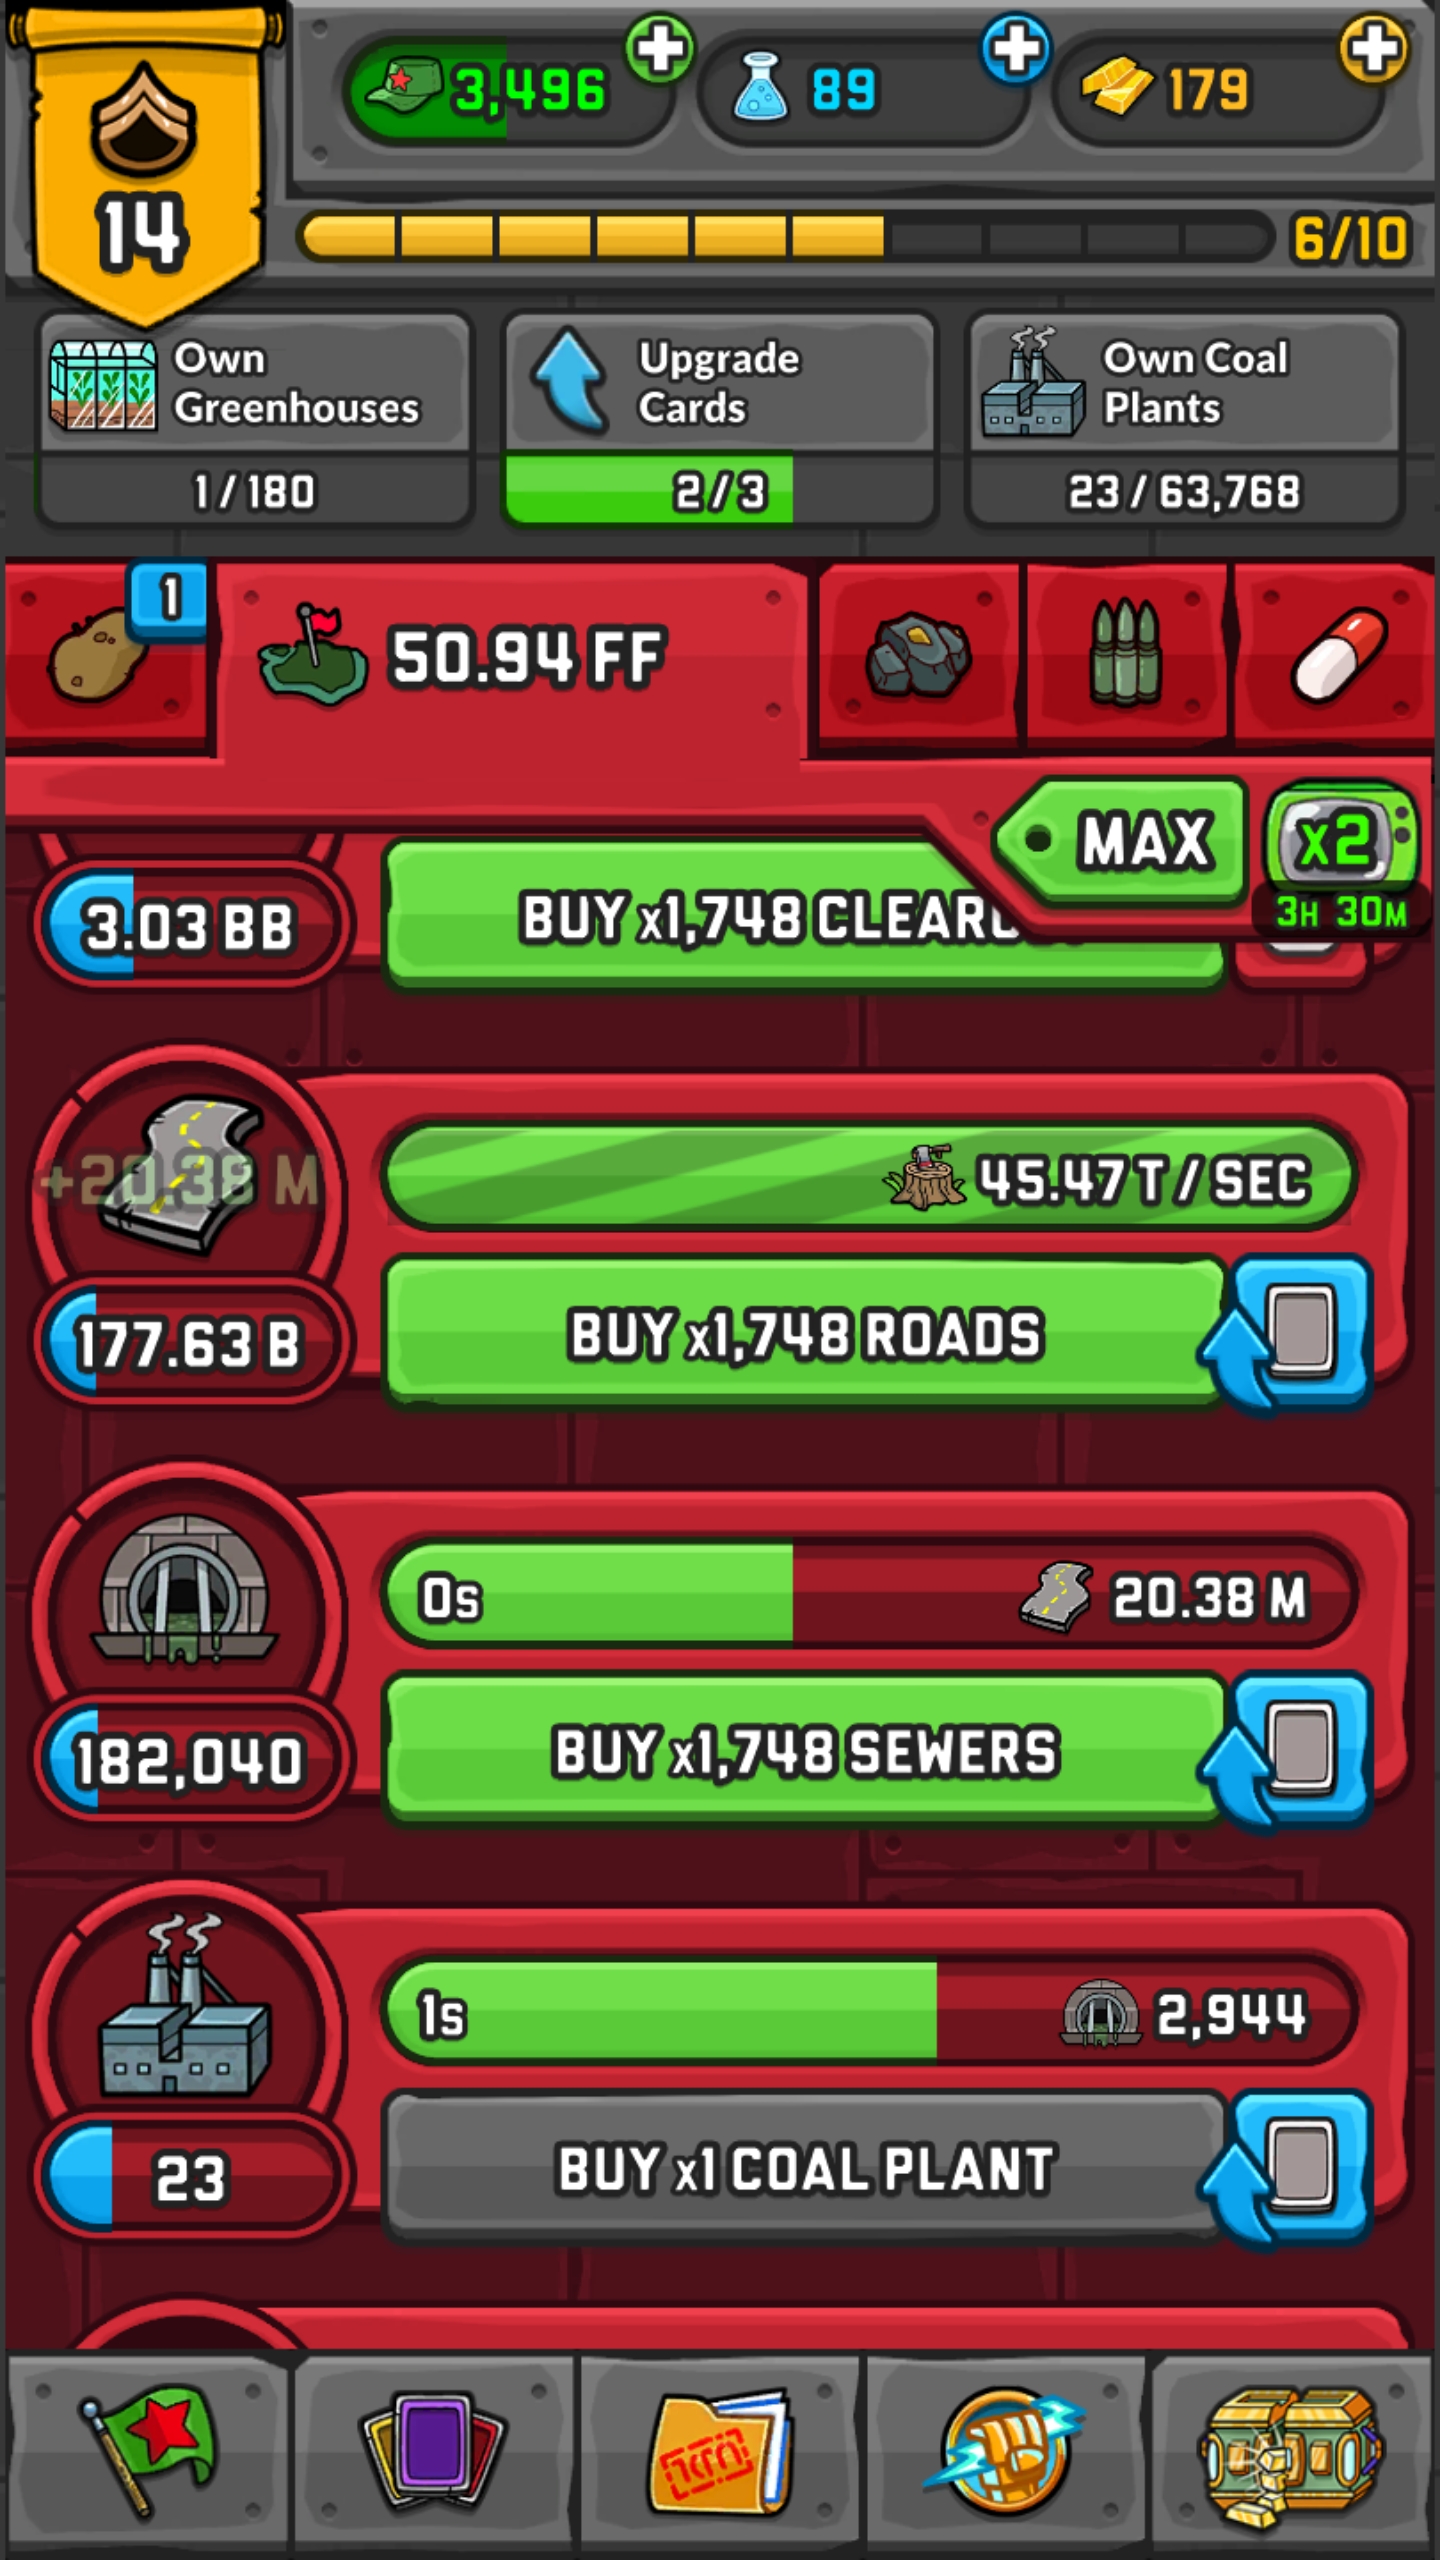 14
3,496
89
179
6/10
Own
Greenhouses
1/180
Upgrade
Cards
2/3
Own Coal
Plants
23/63,768
1
50.94 FF
MAX
x2
3H 30M
3.03 BB
BUY x1,748
+20.38 M
45.47 T / SEC
177.63 B
BUY x1,748 ROADS
0s
20.38 M
182,040
BUY x1,748 SEWERS
1s
2,944
23
BUY x1 COAL PLANT